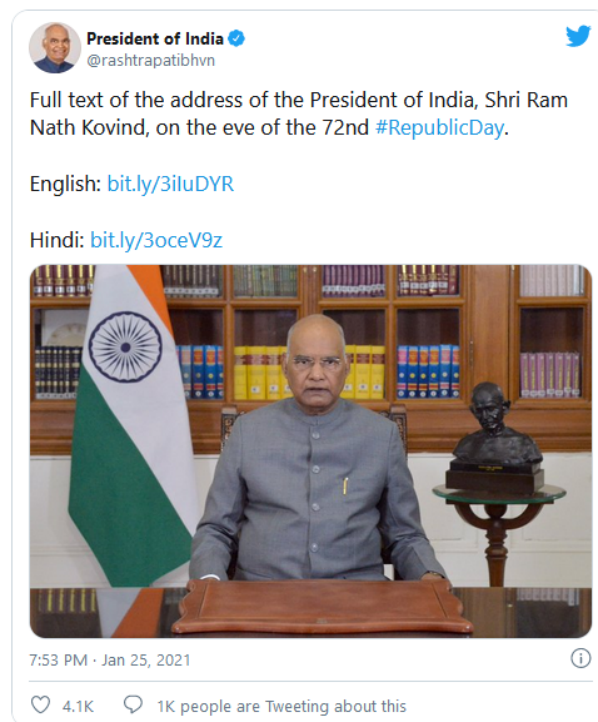 President of India
@rashtrapatibhvn
Full text of the address of the President of India, Shri Ram
Nath Kovind, on the eve of the 72nd #RepublicDay.
English: bit.ly/3iIuDYR
Hindi: bit.ly/3oceV9z
7:53 PM · Jan 25, 2021
4.1K
1K people are Tweeting about this